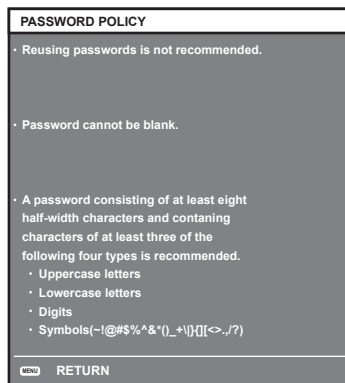 PASSWORD POLICY
・Reusing passwords is not recommended.
・Password cannot be blank.
・A password consisting of at least eight
half-width characters and contaning
characters of at least three of the
following four types is recommended.
・Uppercase letters
・Lowercase letters
・Digits
・Symbols(~!@#$%^&*()_+\|}{][<>.,/?)
MENU RETURN